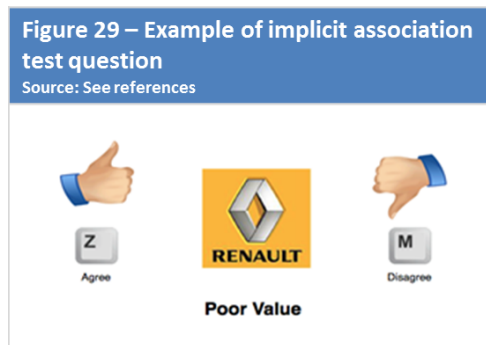 Figure 29 – Example of implicit association
test question
Source: See references
Z
M
RENAULT
Agree
Disagree
Poor Value